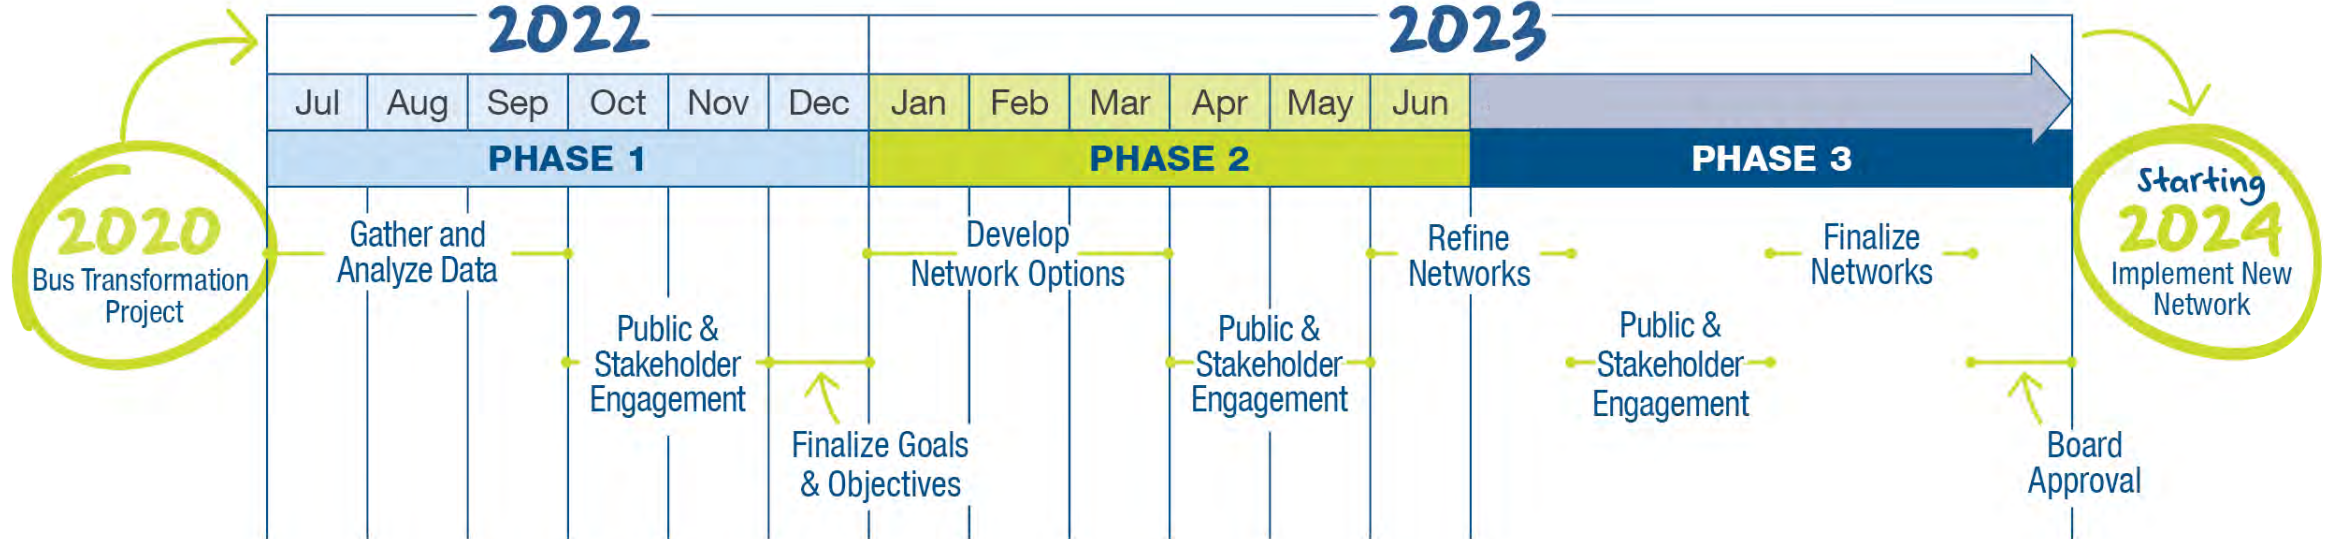 2022
2023
Jul Aug Sep Oct Nov Dec Jan Feb Mar Apr May Jun
PHASE 1
PHASE 2
PHASE 3
2020
Bus Transformation
Project
Gather and
Analyze Data
Public &
Stakeholder
Engagement
Finalize Goals
& Objectives
Develop
Network Options
Public &
Stakeholder
Engagement
Refine
Networks
Public &
Stakeholder
Engagement
Finalize
Networks
Board
Approval
Starting
2024
Implement New
Network